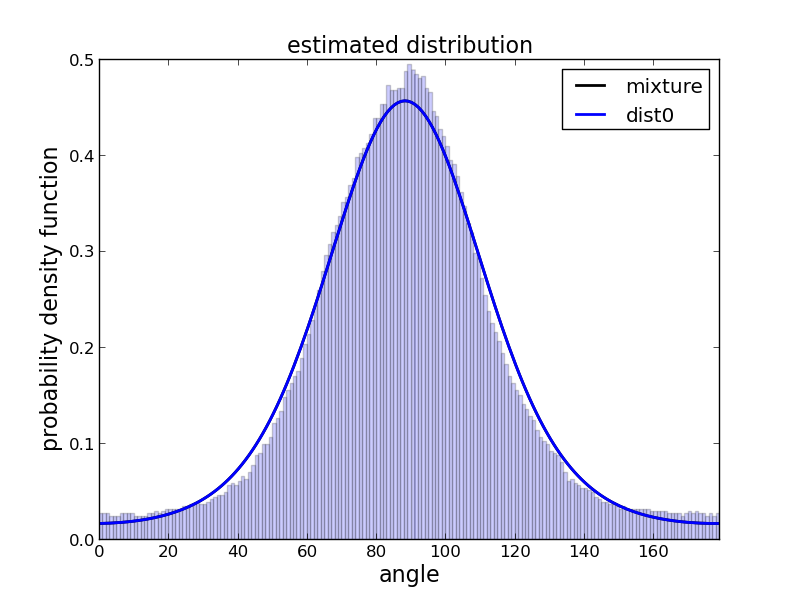 estimated distribution
mixture
dist0
probability density function
0.5
0.4
0.3
0.2
0.1
0.0
0 20 40 60 80 100 120 140 160
angle